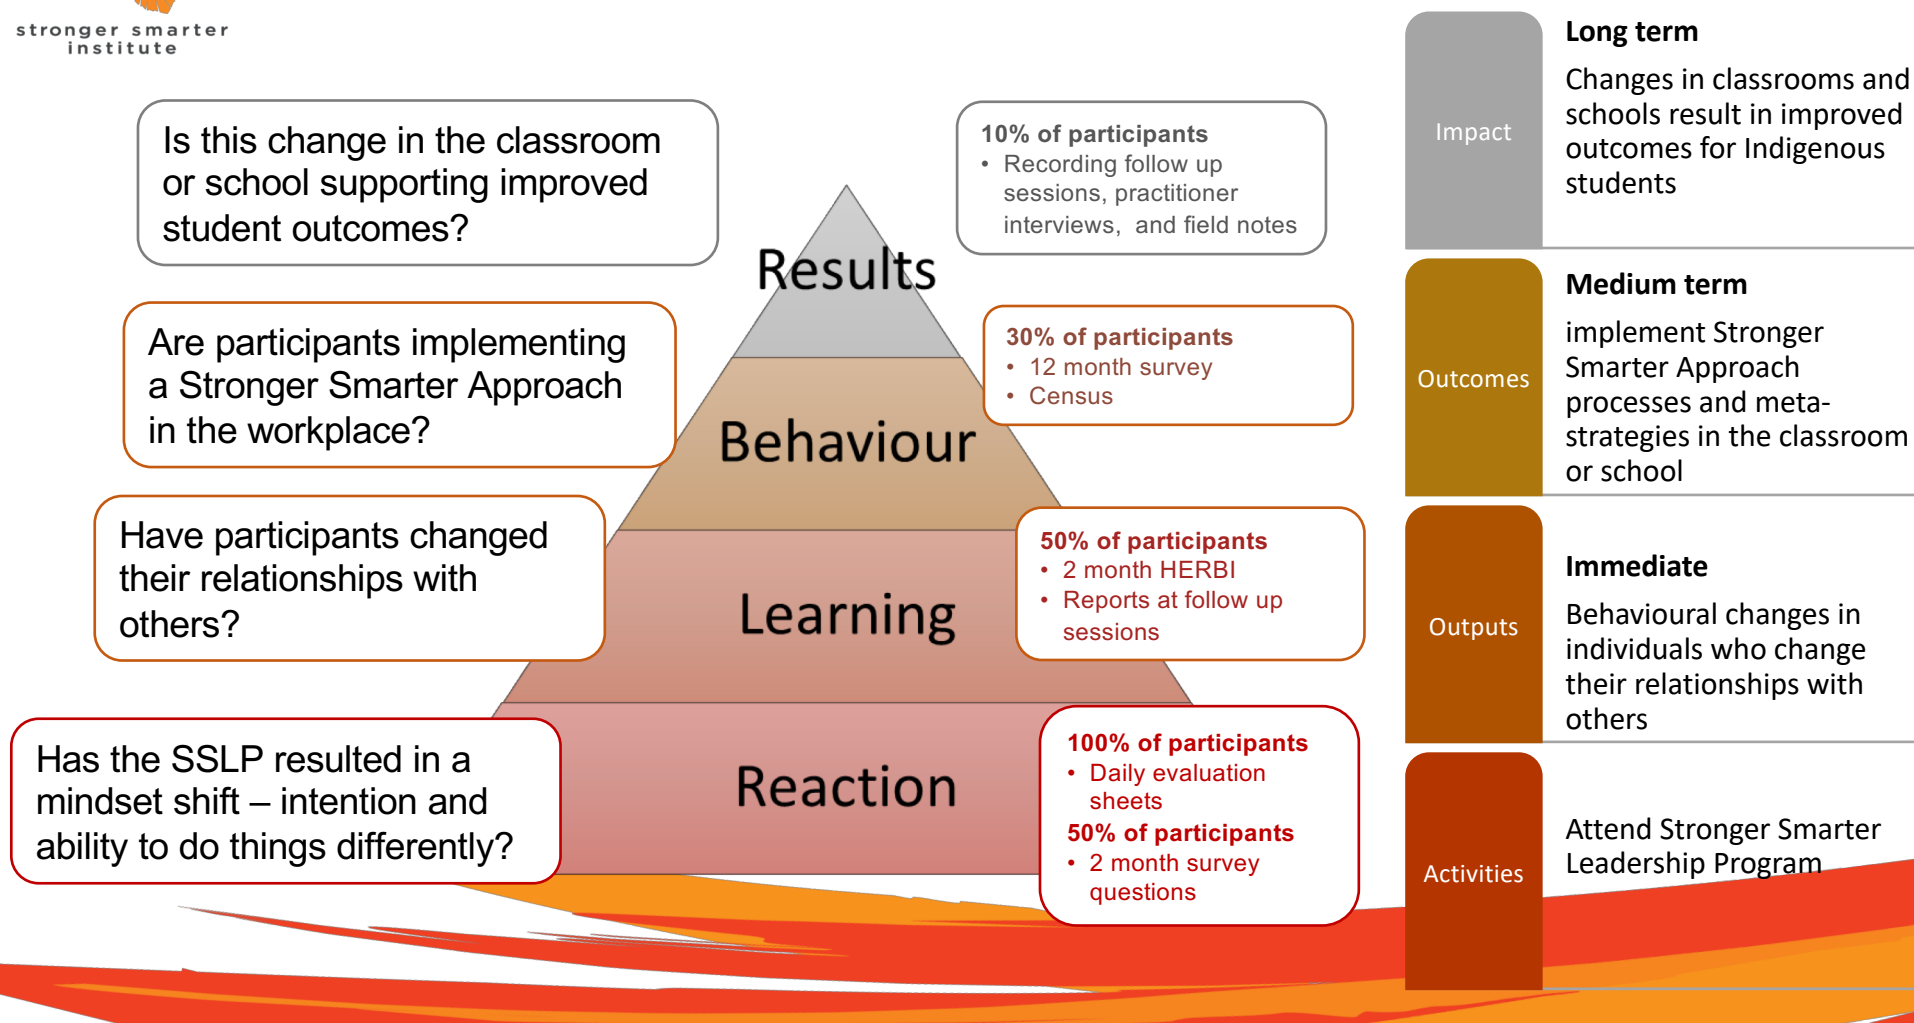 stronger smarter
institute
Is this change in the classroom
or school supporting improved
student outcomes?
Are participants implementing
a Stronger Smarter Approach
in the workplace?
Have participants changed
their relationships with
others?
Has the SSLP resulted in a
mindset shift – intention and
ability to do things differently?
Results
Behaviour
Learning
Reaction
10% of participants
• Recording follow up
sessions, practitioner
interviews, and field notes
30% of participants
• 12 month survey
• Census
50% of participants
• 2 month HERBI
• Reports at follow up
sessions
100% of participants
• Daily evaluation
sheets
50% of participants
• 2 month survey
questions
Impact
Long term
Changes in classrooms and
schools result in improved
outcomes for Indigenous
students
Outcomes
Medium term
implement Stronger
Smarter Approach
processes and meta-
strategies in the classroom
or school
Outputs
Immediate
Behavioural changes in
individuals who change
their relationships with
others
Activities
Attend Stronger Smarter
Leadership Program